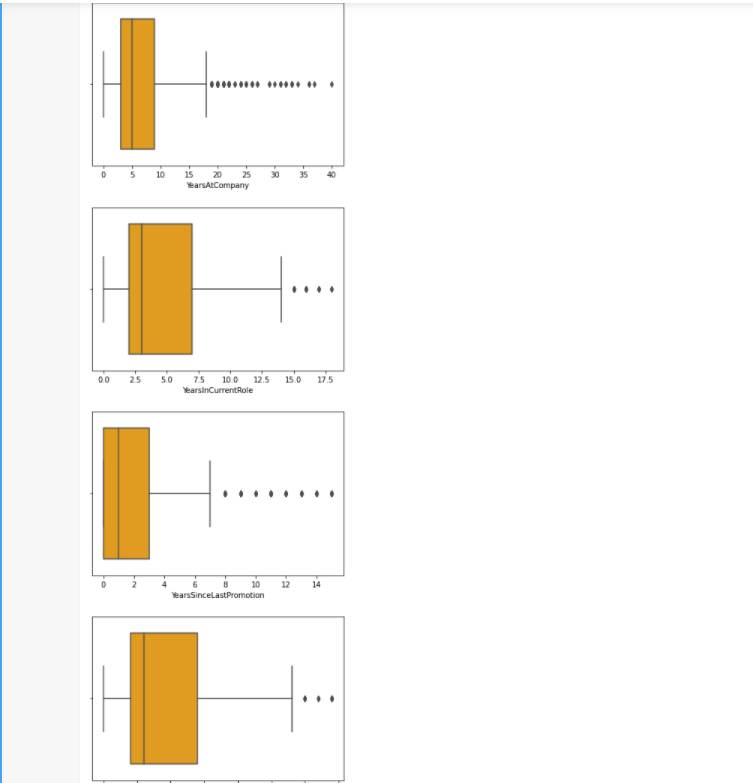 0 5 10 15 20 25 30 35 40
YearsAtCompany
0.0 2.5 5.0 7.5 10.0 12.5 15.0 17.5
YearsInCurrentRole
0 2 4 6 8 10 12 14
YearsSinceLastPromotion